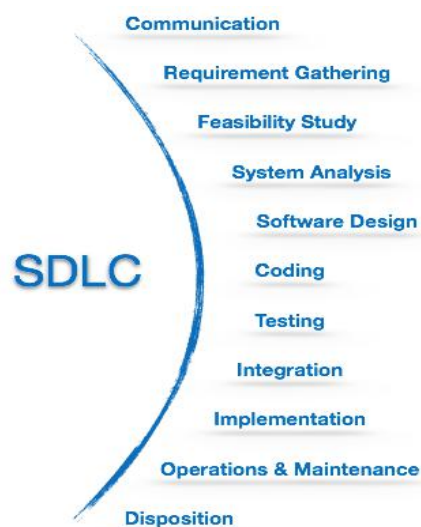 Communication
Requirement Gathering
Feasibility Study
System Analysis
Software Design
SDLC
Coding
Testing
Integration
Implementation
Operations & Maintenance
Disposition